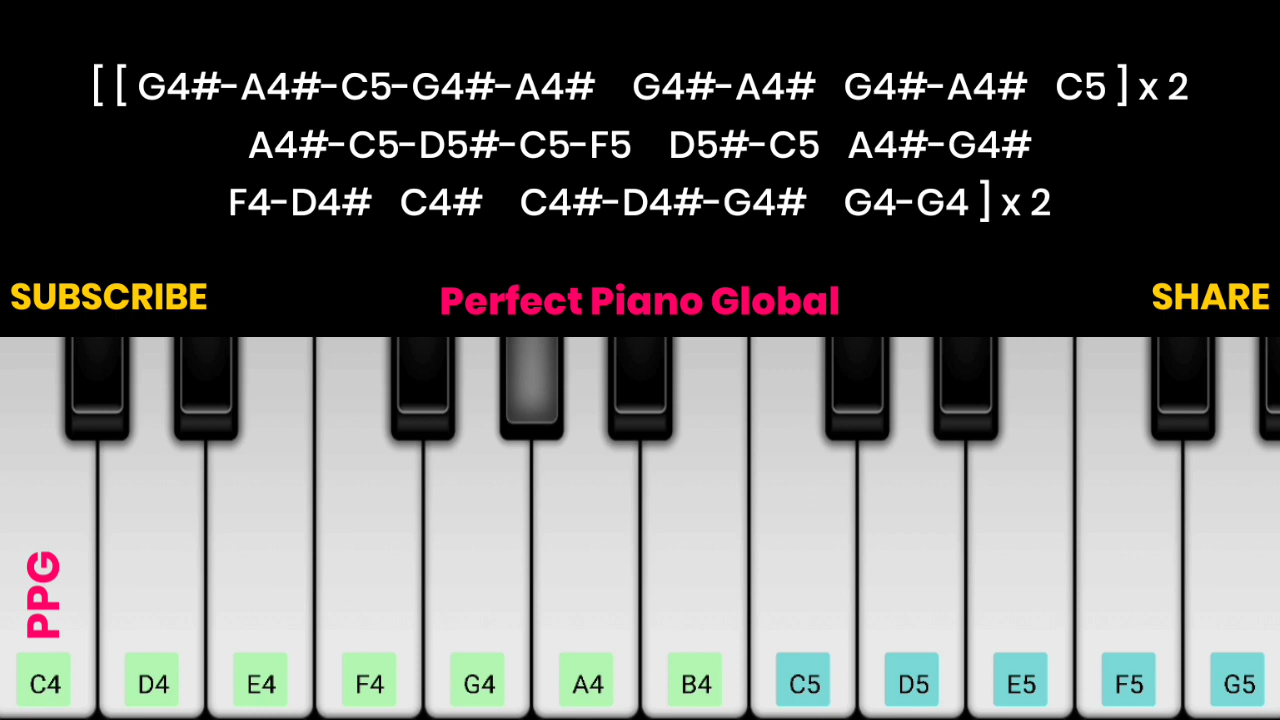 [ [ G4#-A4#-C5-G4#-A4# G4#-A4# G4#-A4# C5 ] x 2
A4#-C5-D5#-C5-F5 D5#-C5 A4#-G4#
F4-D4# C4# C4#-D4#-G4# G4-G4 ] x 2
SUBSCRIBE Perfect Piano Global SHARE
PPG
C4 D4 E4 F4 G4 A4 B4 C5 D5 E5 F5 G5